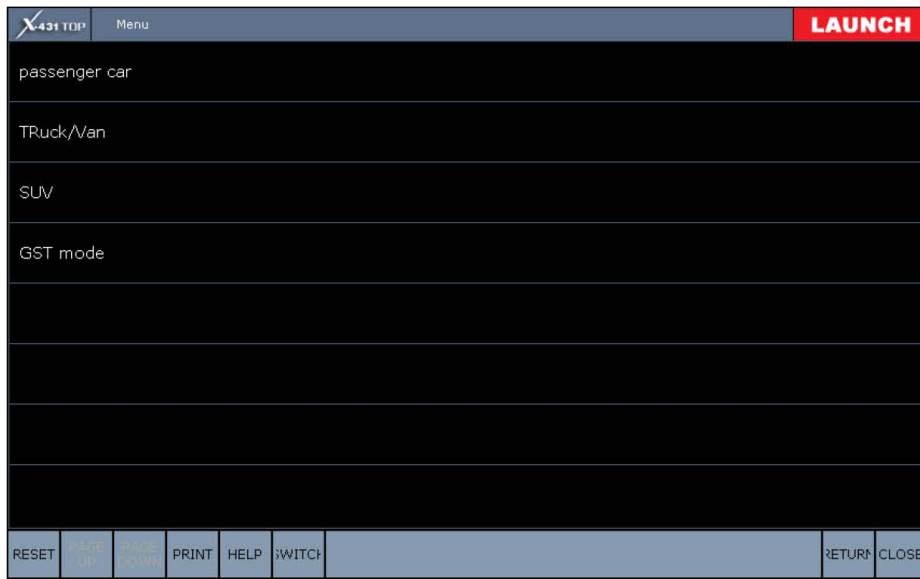 X-431 TOP Menu LAUNCH
passenger car
TRuck/Van
SUV
GST mode
RESET PAGE UP PAGE DOWN PRINT HELP SWITCH RETURN CLOSE